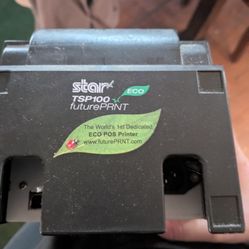 star
TSP100 ECO
futurePRNT
The World's 1st Dedicated
ECO POS Printer
www.futurePRNT.com